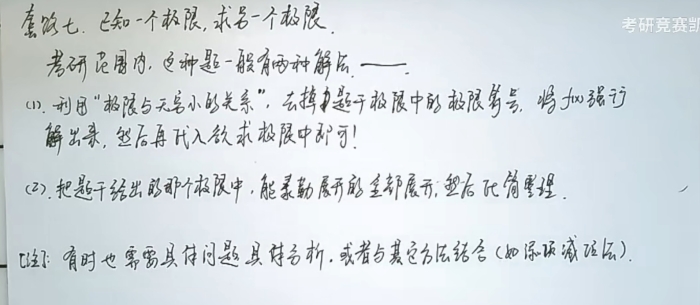 套路七. 已知一个极限, 求另一个极限.
考研竞赛凯
考研范围内, 这种题一般有两种解法 ——.
(1). 利用"极限与无穷小的关系", 去掉题干极限中的极限符号, 将f(x)强行
解出来, 然后再代入欲求极限中即可!
(2). 把题干给出的那个极限中, 能泰勒展开的全部展开; 然后化简整理.
[注]: 有时也需要具体问题具体分析, 或者与其它方法结合 (如添项减项法).